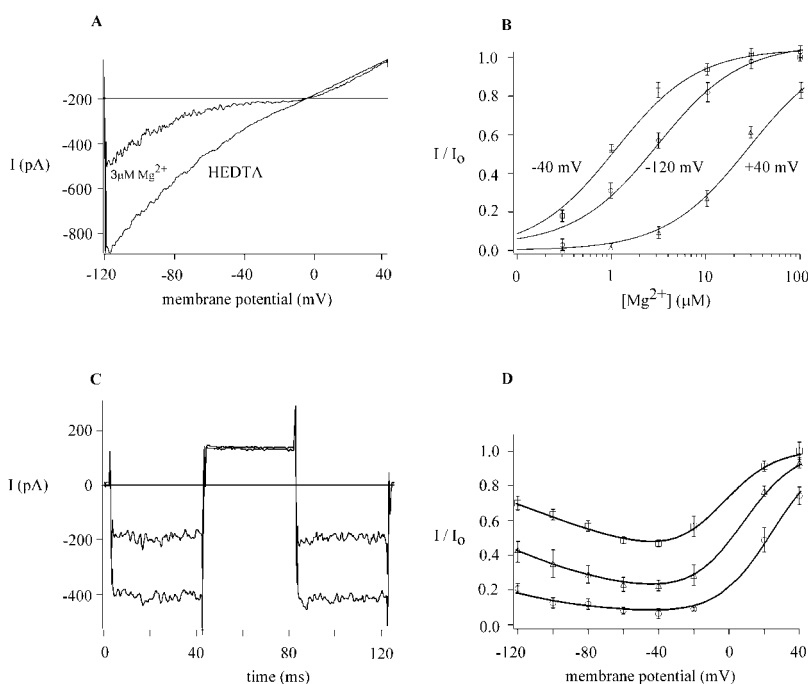 A
-200
-400
-600
-800
I (pA)
3μM Mg2+
HEDTA
-120
-80
-40
0
40
membrane potential (mV)
B
1.0
0.8
0.6
0.4
0.2
0.0
I / Io
-40 mV
-120 mV
+40 mV
0
1
10
100
[Mg2+] (μM)
C
200
0
-200
-400
I (pA)
0
40
80
120
time (ms)
D
1.0
0.8
0.6
0.4
0.2
0.0
I / Io
-120
-80
-40
0
40
membrane potential (mV)